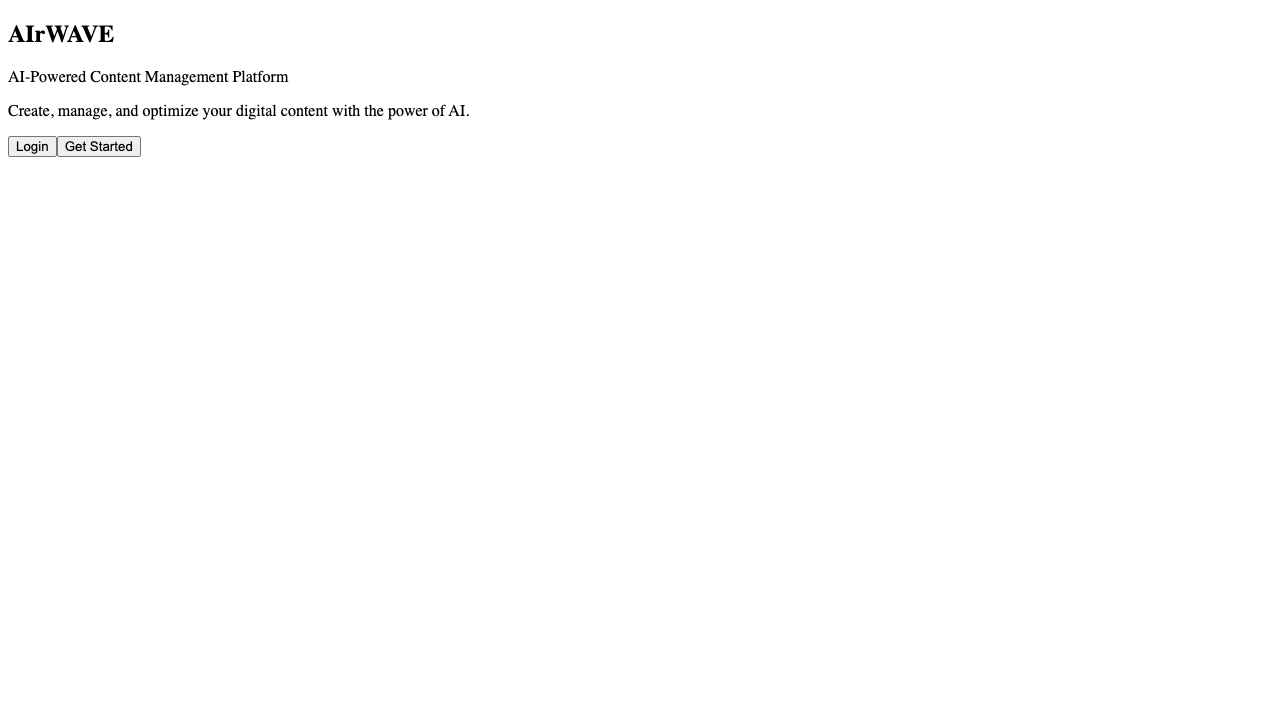 AIrWAVE
AI-Powered Content Management Platform
Create, manage, and optimize your digital content with the power of AI.
Login Get Started